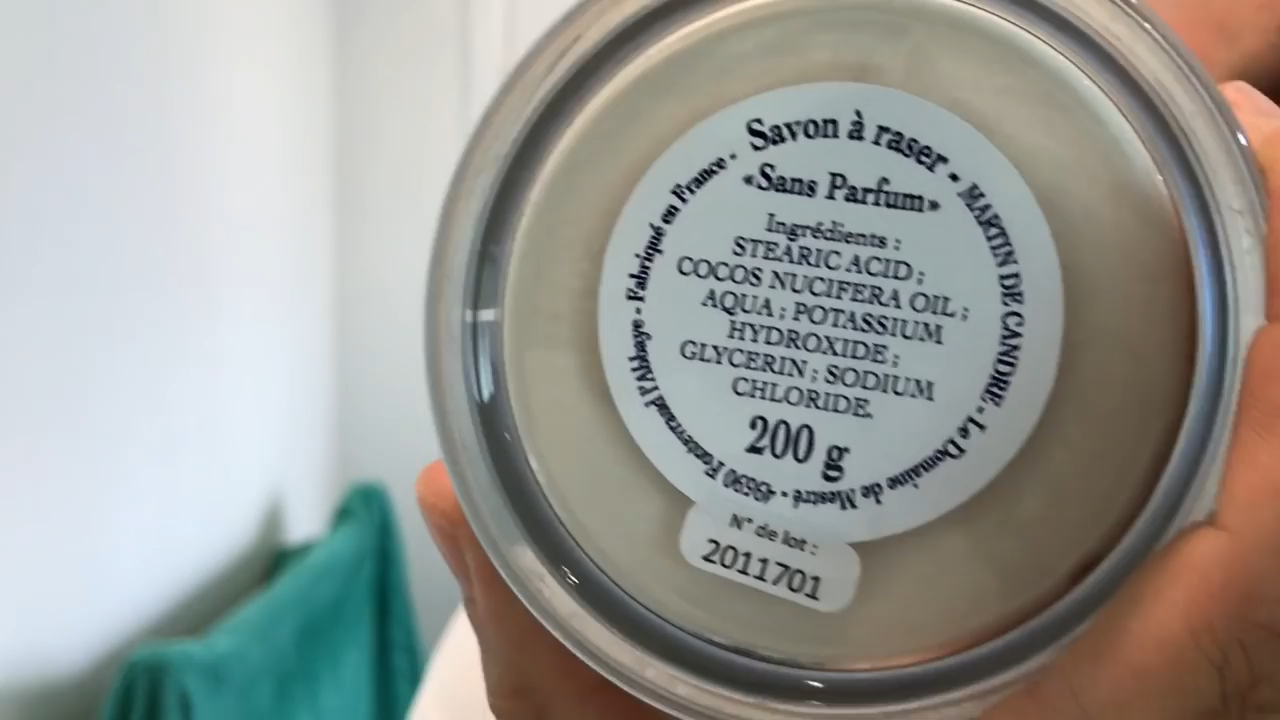 Savon à raser - MARTIN DE CANDRE - Le Domaine de Mestré - 49590 Fontevraud l'Abbaye - Fabriqué en France -
«Sans Parfum»
Ingrédients :
STEARIC ACID ;
COCOS NUCIFERA OIL ;
AQUA ; POTASSIUM
HYDROXIDE ;
GLYCERIN ; SODIUM
CHLORIDE.
200 g
N° de lot :
2011701